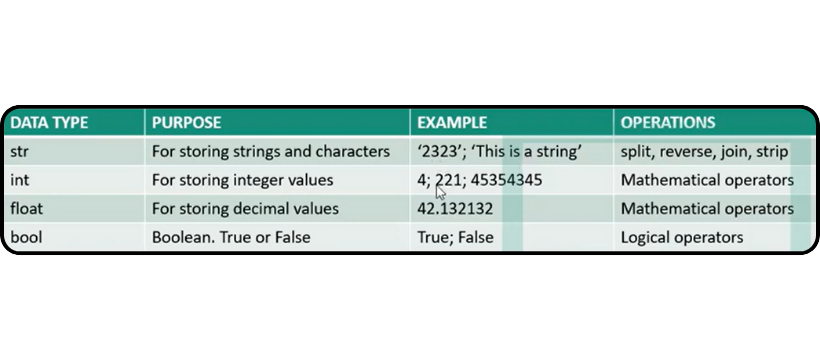 DATA TYPE PURPOSE EXAMPLE OPERATIONS
str For storing strings and characters ‘2323’; ‘This is a string’ split, reverse, join, strip
int For storing integer values 4; 221; 45354345 Mathematical operators
float For storing decimal values 42.132132 Mathematical operators
bool Boolean. True or False True; False Logical operators